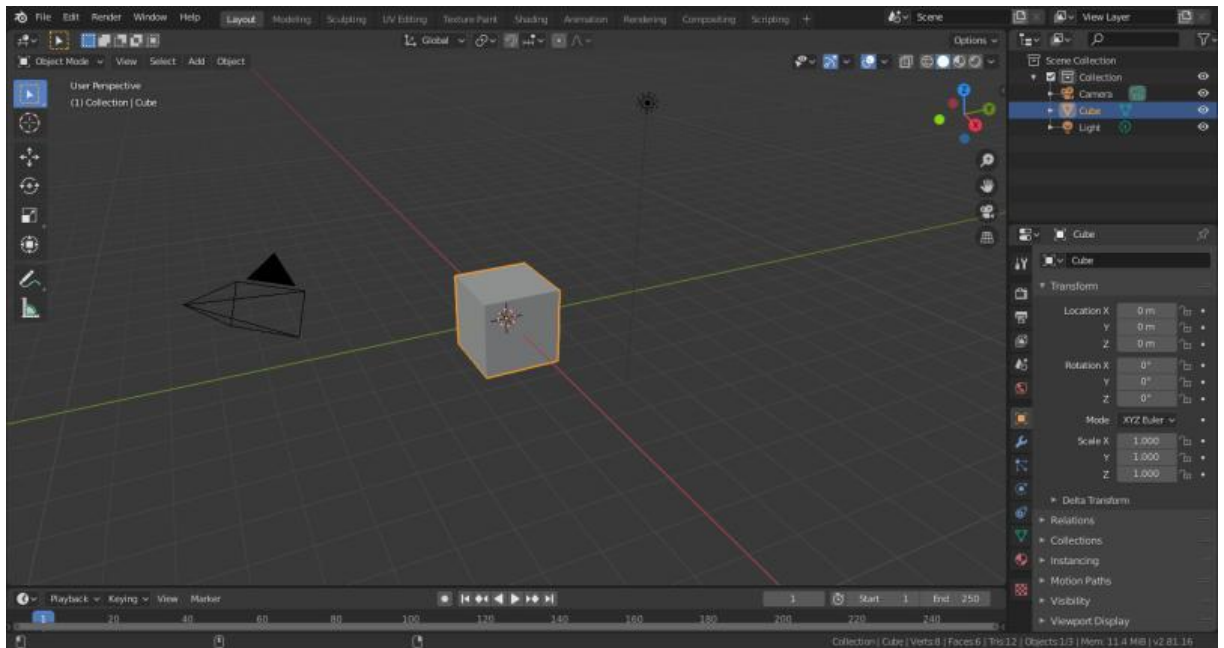 File Edit Render Window Help Layout Modeling Sculpting UV Editing Texture Paint Shading Animation Rendering Compositing Scripting + Scene View Layer
Global Options
Object Mode View Select Add Object
User Perspective
(1) Collection | Cube
Z
Y
X
Scene Collection
Collection
Camera
Cube
Light
Cube
Cube
Transform
Location X 0 m
Y 0 m
Z 0 m
Rotation X 0°
Y 0°
Z 0°
Mode XYZ Euler
Scale X 1.000
Y 1.000
Z 1.000
Delta Transform
Relations
Collections
Instancing
Motion Paths
Visibility
Viewport Display
Playback Keying View Marker 1 Start 1 End 250
1 20 40 60 80 100 120 140 160 180 200 220 240
Collection | Cube | Verts:8 | Faces:6 | Tris:12 | Objects:1/3 | Mem: 11.4 MiB | v2.81.16